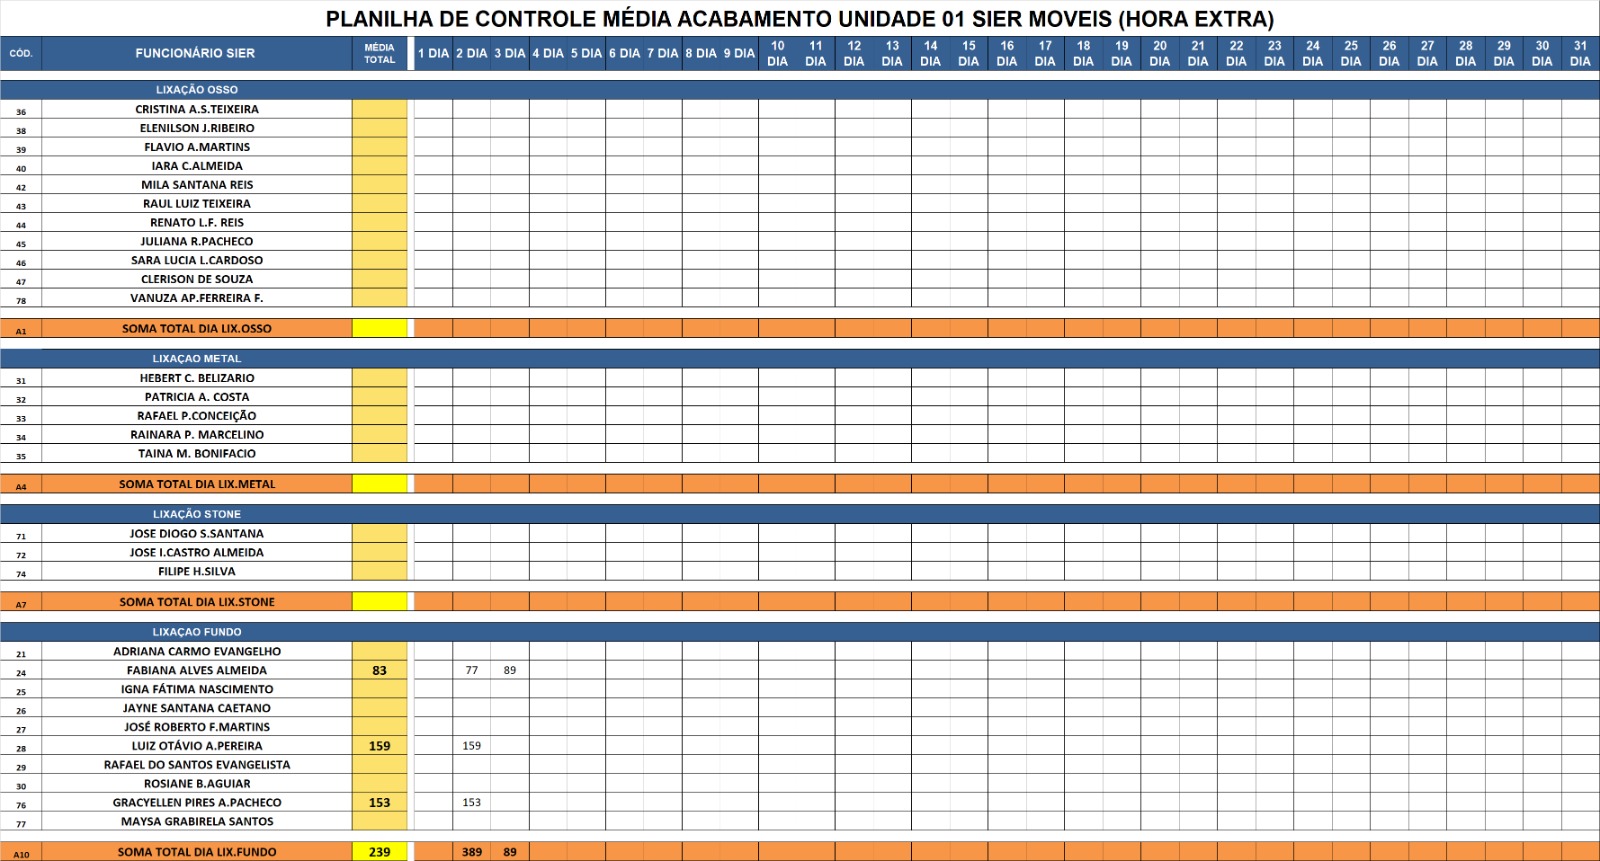 PLANILHA DE CONTROLE MÉDIA ACABAMENTO UNIDADE 01 SIER MOVEIS (HORA EXTRA)
CÓD. FUNCIONÁRIO SIER MÉDIA TOTAL 1 DIA 2 DIA 3 DIA 4 DIA 5 DIA 6 DIA 7 DIA 8 DIA 9 DIA 10 DIA 11 DIA 12 DIA 13 DIA 14 DIA 15 DIA 16 DIA 17 DIA 18 DIA 19 DIA 20 DIA 21 DIA 22 DIA 23 DIA 24 DIA 25 DIA 26 DIA 27 DIA 28 DIA 29 DIA 30 DIA 31 DIA
LIXAÇÃO OSSO
36 CRISTINA A.S.TEIXEIRA
38 ELENILSON J.RIBEIRO
39 FLAVIO A.MARTINS
40 IARA C.ALMEIDA
42 MILA SANTANA REIS
43 RAUL LUIZ TEIXEIRA
44 RENATO L.F. REIS
45 JULIANA R.PACHECO
46 SARA LUCIA L.CARDOSO
47 CLERISON DE SOUZA
78 VANUZA AP.FERREIRA F.
A1 SOMA TOTAL DIA LIX.OSSO
LIXAÇAO METAL
31 HEBERT C. BELIZARIO
32 PATRICIA A. COSTA
33 RAFAEL P.CONCEIÇÃO
34 RAINARA P. MARCELINO
35 TAINA M. BONIFACIO
A4 SOMA TOTAL DIA LIX.METAL
LIXAÇÃO STONE
71 JOSE DIOGO S.SANTANA
72 JOSE I.CASTRO ALMEIDA
74 FILIPE H.SILVA
A7 SOMA TOTAL DIA LIX.STONE
LIXAÇAO FUNDO
21 ADRIANA CARMO EVANGELHO
24 FABIANA ALVES ALMEIDA 83 77 89
25 IGNA FÁTIMA NASCIMENTO
26 JAYNE SANTANA CAETANO
27 JOSÉ ROBERTO F.MARTINS
28 LUIZ OTÁVIO A.PEREIRA 159 159
29 RAFAEL DO SANTOS EVANGELISTA
30 ROSIANE B.AGUIAR
76 GRACYELLEN PIRES A.PACHECO 153 153
77 MAYSA GRABIRELA SANTOS
A10 SOMA TOTAL DIA LIX.FUNDO 239 389 89